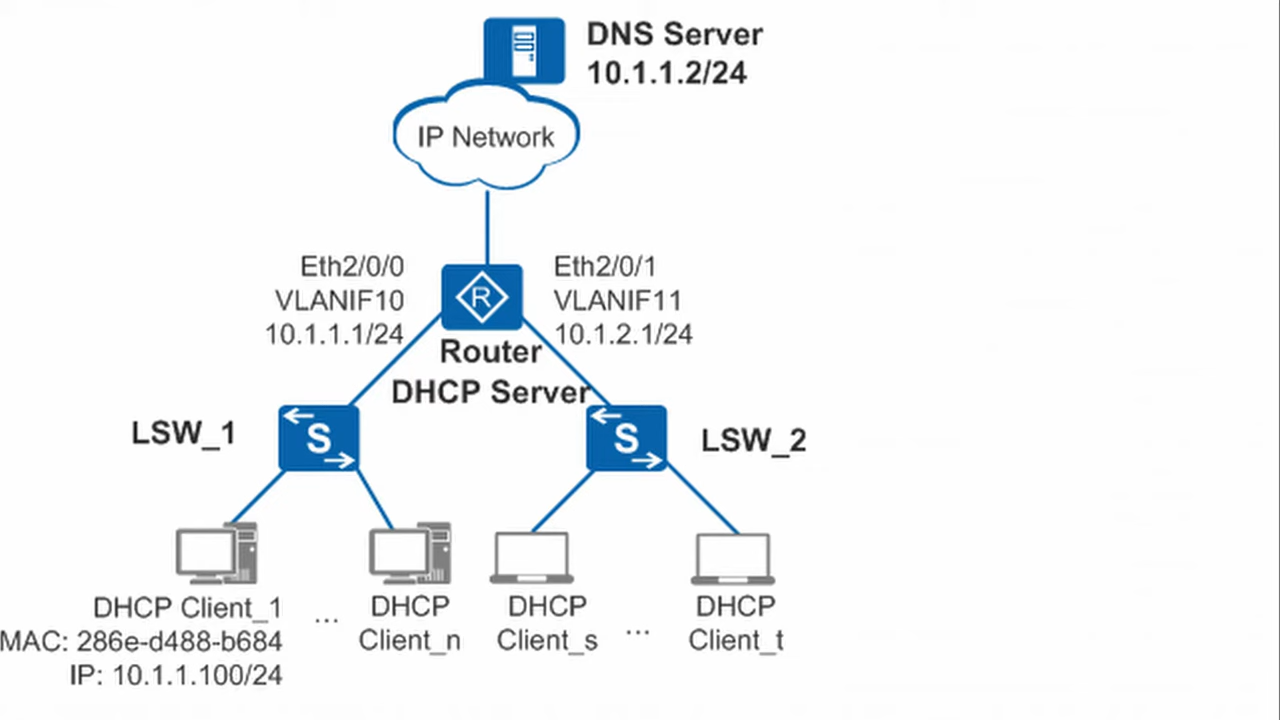 DNS Server
10.1.1.2/24
IP Network
Eth2/0/0
VLANIF10
10.1.1.1/24
R
Eth2/0/1
VLANIF11
10.1.2.1/24
Router
DHCP Server
LSW_1
S
S
LSW_2
DHCP Client_1
MAC: 286e-d488-b684
IP: 10.1.1.100/24
...
DHCP
Client_n
DHCP
Client_s
...
DHCP
Client_t